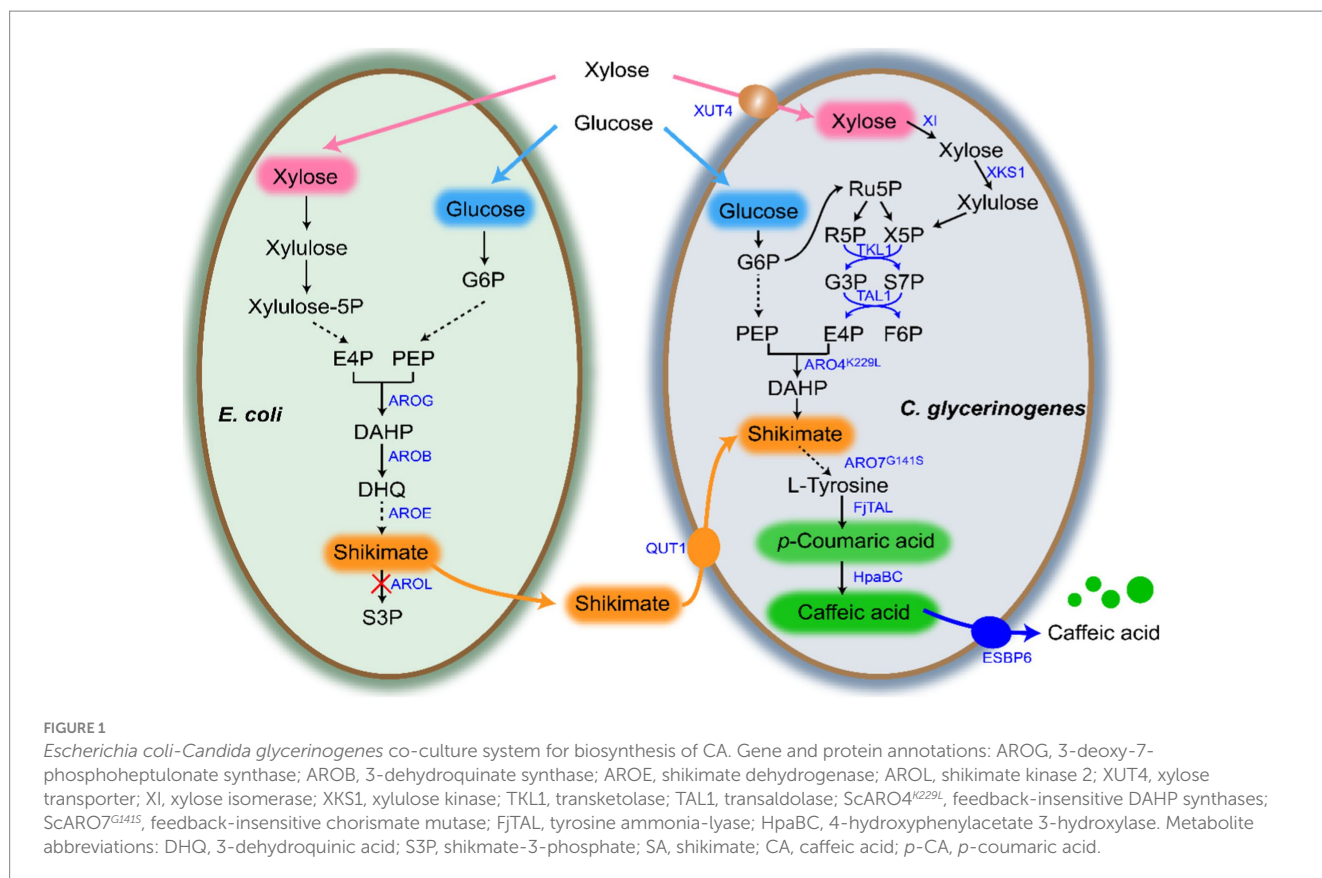 Xylose
Glucose
Xylose
Xylulose
Xylulose-5P
Glucose
G6P
E4P PEP
AROG
E. coli
DAHP
AROB
DHQ
AROE
Shikimate
AROL
S3P
Shikimate
QUT1
XUT4
Xylose
XI
Xylose
XKS1
Xylulose
Ru5P
Glucose
R5P X5P
TKL1
G6P
G3P S7P
TAL1
PEP E4P F6P
ARO4K229L
DAHP
C. glycerinogenes
Shikimate
ARO7G141S
L-Tyrosine
FjTAL
p-Coumaric acid
HpaBC
Caffeic acid
Caffeic acid
ESBP6
FIGURE 1
Escherichia coli-Candida glycerinogenes co-culture system for biosynthesis of CA. Gene and protein annotations: AROG, 3-deoxy-7-
phosphoheptulonate synthase; AROB, 3-dehydroquinate synthase; AROE, shikimate dehydrogenase; AROL, shikimate kinase 2; XUT4, xylose
transporter; XI, xylose isomerase; XKS1, xylulose kinase; TKL1, transketolase; TAL1, transaldolase; ScARO4K229L, feedback-insensitive DAHP synthases;
ScARO7G141S, feedback-insensitive chorismate mutase; FjTAL, tyrosine ammonia-lyase; HpaBC, 4-hydroxyphenylacetate 3-hydroxylase. Metabolite
abbreviations: DHQ, 3-dehydroquinic acid; S3P, shikmate-3-phosphate; SA, shikimate; CA, caffeic acid; p-CA, p-coumaric acid.